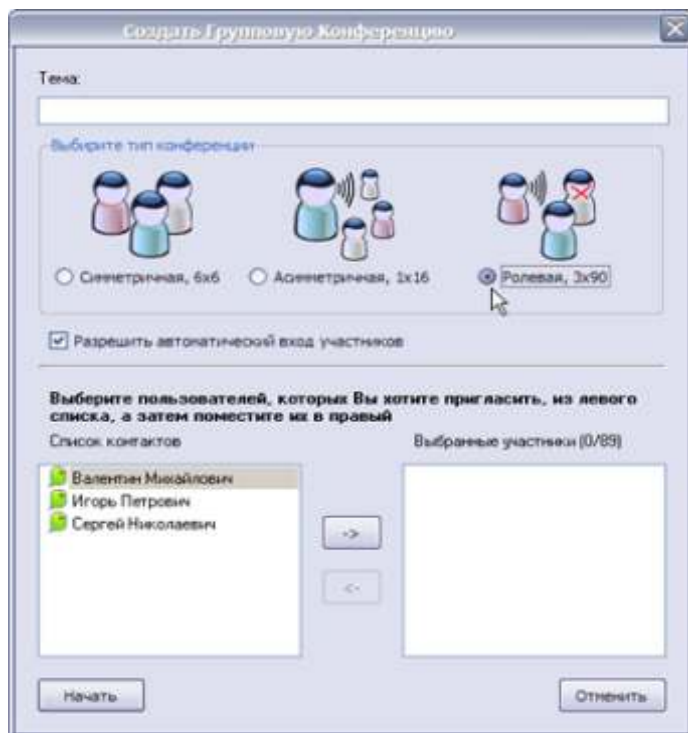 Создать Групповую Конференцию
Тема:
Выбирите тип конференции
Симметричная, 6x6
Асимметричная, 1x16
Ролевая, 3x90
Разрешить автоматический вход участников
Выберите пользователей, которых Вы хотите пригласить, из левого
списка, а затем поместите их в правый
Список контактов
Выбранные участники (0/89)
Валентин Михайлович
Игорь Петрович
Сергей Николаевич
->
<-
Начать
Отменить